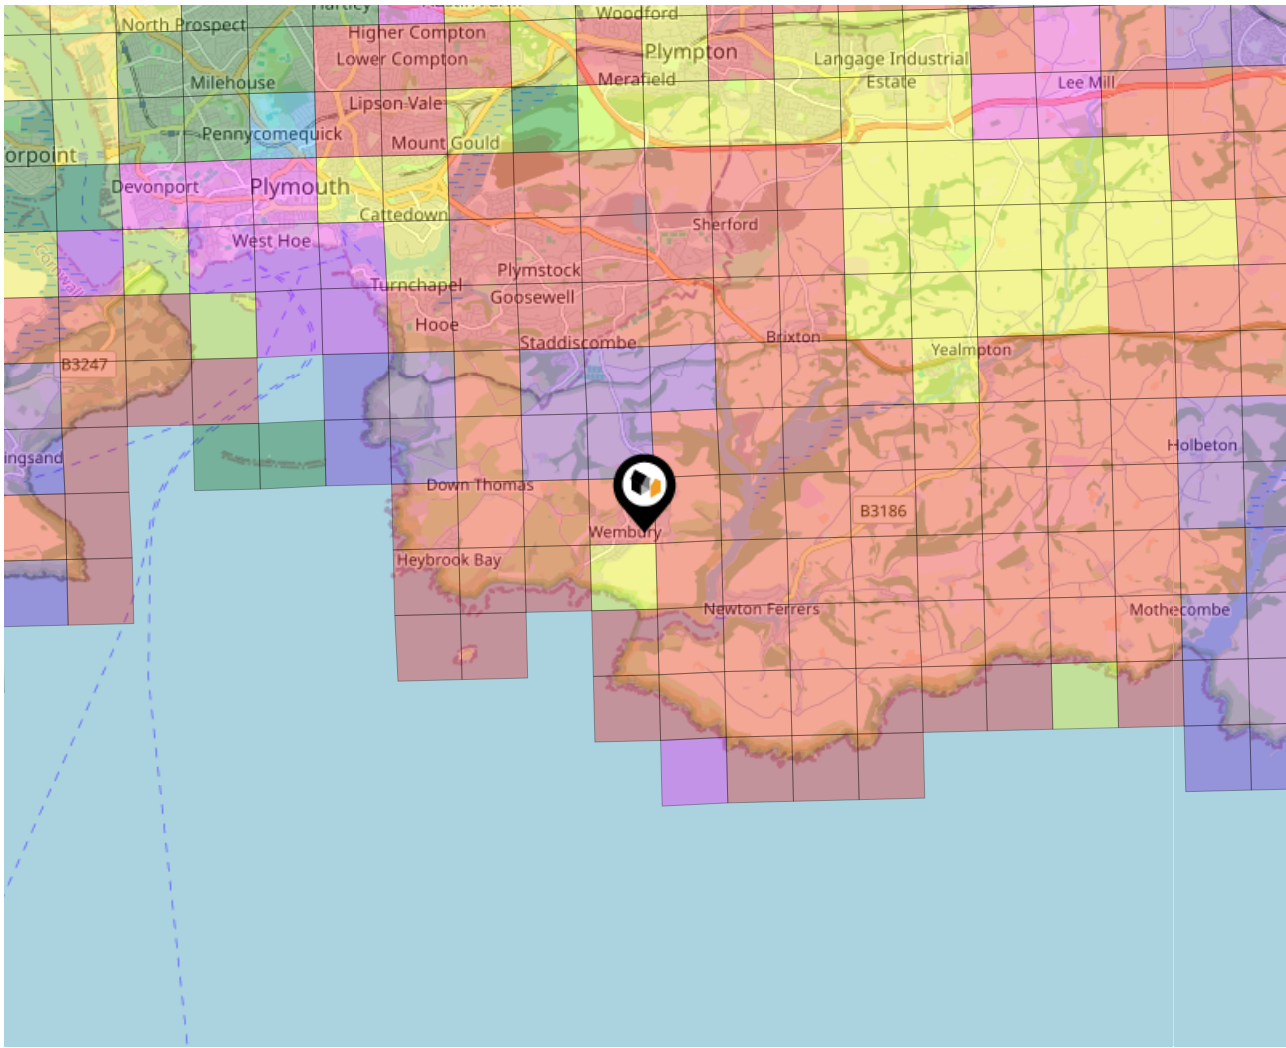 Woodford
North Prospect
Higher Compton
Plympton
Lower Compton
Langage Industrial
Estate
Milehouse
Merafield
Lee Mill
Lipson Vale
Pennycomequick
Mount Gould
orpoint
Devonport
Plymouth
Cattedown
Sherford
West Hoe
Cornwall
Plymstock
Turnchapel
Goosewell
Hooe
Brixton
Staddiscombe
Yealmpton
B3247
Holbeton
ingsand
Down Thomas
B3186
Wembury
Heybrook Bay
Newton Ferrers
Mothecombe